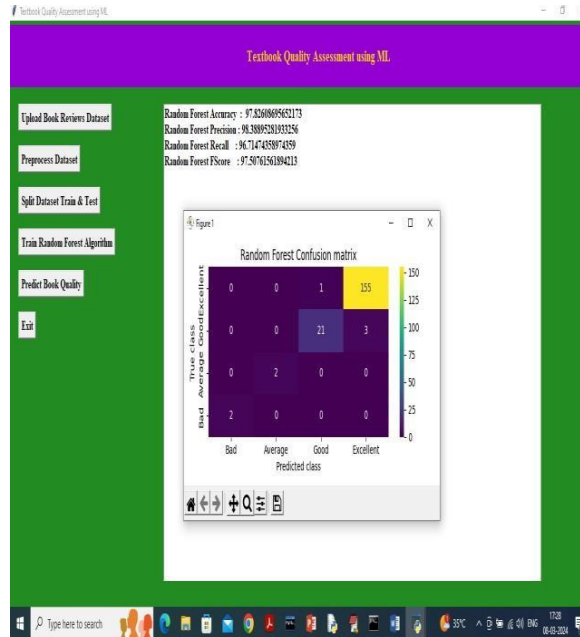 Textbook Quality Assessment using ML
Textbook Quality Assessment using ML
Upload Book Reviews Dataset
Preprocess Dataset
Split Dataset Train & Test
Train Random Forest Algorithm
Predict Book Quality
Exit
Random Forest Accuracy : 97.82608695652173
Random Forest Precision : 98.38895281933256
Random Forest Recall : 96.71474358974359
Random Forest FScore : 97.50761561894213
Figure 1
Random Forest Confusion matrix
True class
Excellent
0 0 1 155
Good
0 0 21 3
Average
0 2 0 0
Bad
2 0 0 0
Bad Average Good Excellent
Predicted class
150
125
100
75
50
25
0
Type here to search
35°C
ENG
17:28
08-03-2024